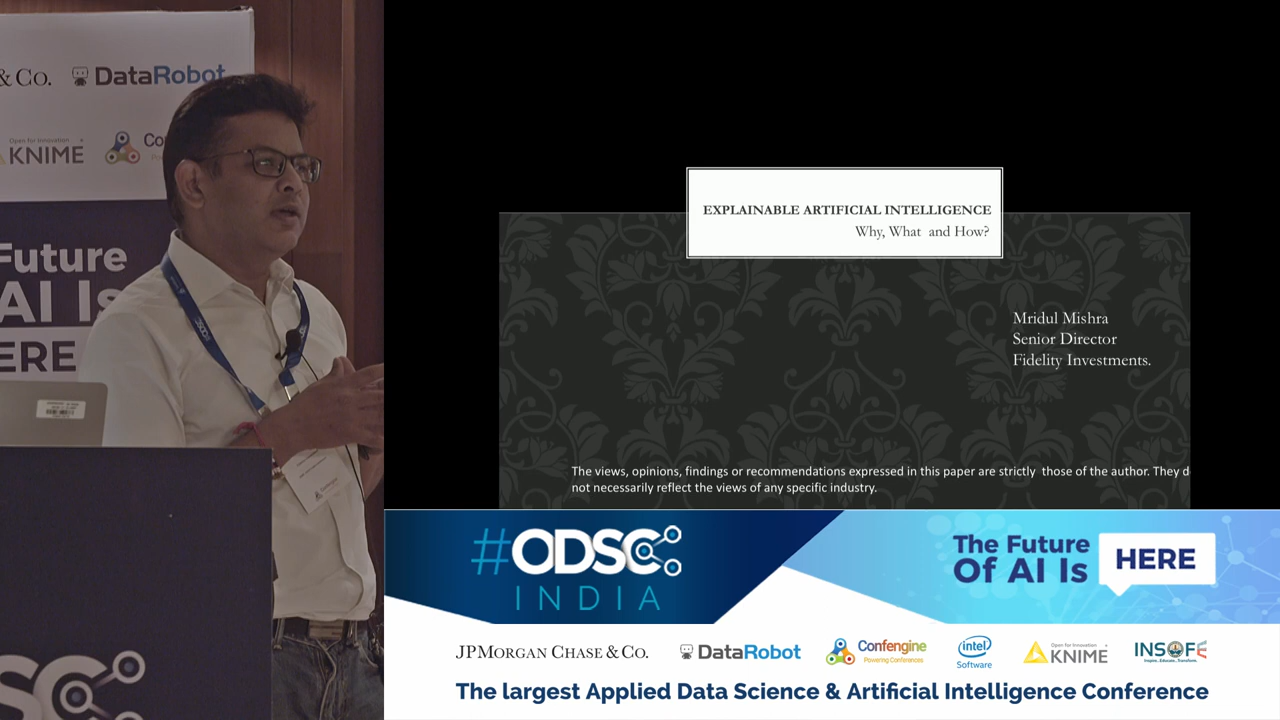 & CO.
DataRobot
Open for Innovation
KNIME
Co
Future
AI Is
ERE
EXPLAINABLE ARTIFICIAL INTELLIGENCE
Why, What and How?
Mridul Mishra
Senior Director
Fidelity Investments.
The views, opinions, findings or recommendations expressed in this paper are strictly those of the author. They d
not necessarily reflect the views of any specific industry.
#ODSC
INDIA
The Future
Of AI Is
HERE
JPMORGAN CHASE & CO.
DataRobot
Confengine
Powering Conferences
intel
Software
Open for Innovation
KNIME
INSOFE
Inspire...Educate...Transform.
The largest Applied Data Science & Artificial Intelligence Conference